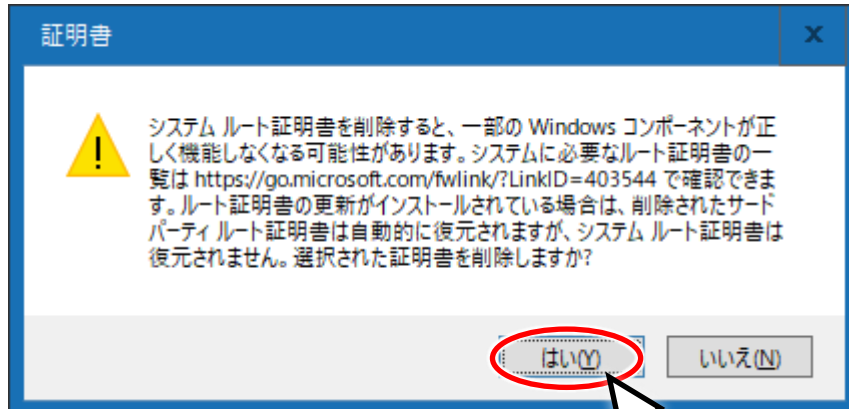 証明書
x
システム ルート証明書を削除すると、一部の Windows コンポーネントが正
しく機能しなくなる可能性があります。システムに必要なルート証明書の一
覧は https://go.microsoft.com/fwlink/?LinkID=403544 で確認できま
す。ルート証明書の更新がインストールされている場合は、削除されたサード
パーティ ルート証明書は自動的に復元されますが、システム ルート証明書は
復元されません。選択された証明書を削除しますか?
はい(Y)
いいえ(N)